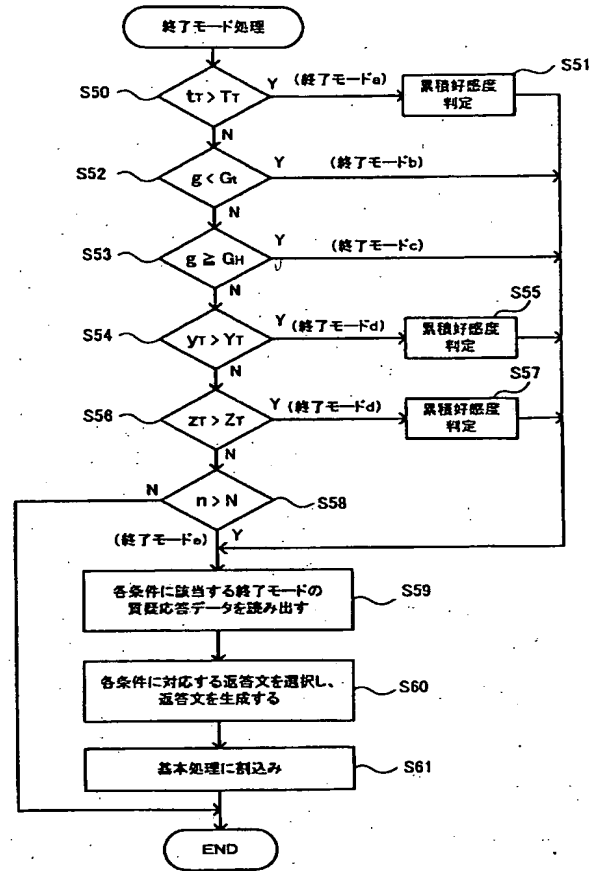 終了モード処理
S50
tT > TT
Y
(終了モードa)
累積好感度
判定
S51
N
S52
g < Gt
Y
(終了モードb)
N
S53
g ≧ GH
Y
(終了モードc)
N
S54
yT > YT
Y
(終了モードd)
累積好感度
判定
S55
N
S56
zT > ZT
Y
(終了モードd)
累積好感度
判定
S57
N
N
n > N
S58
(終了モードe)
Y
各条件に該当する終了モードの
質疑応答データを読み出す
S59
各条件に対応する返答文を選択し、
返答文を生成する
S60
基本処理に割込み
S61
END